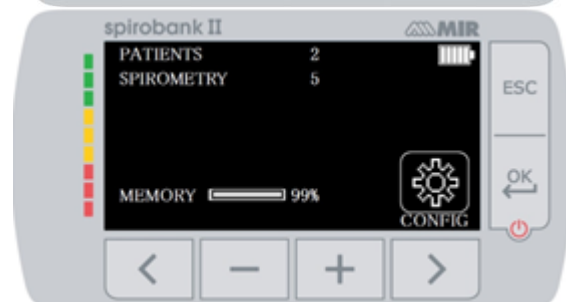 spirobank II MIR
PATIENTS 2
SPIROMETRY 5
ESC
OK
MEMORY 99%
CONFIG